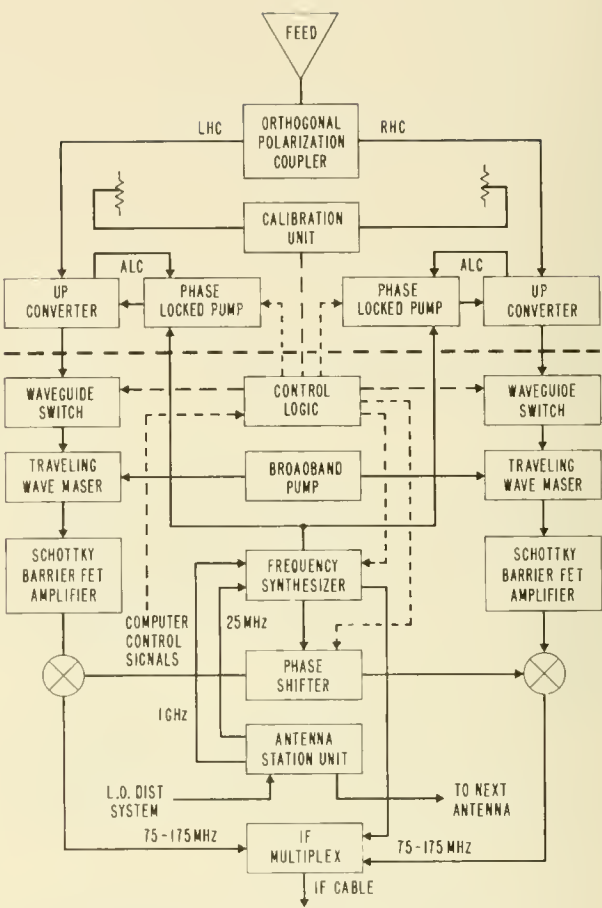 FEED
LHC
ORTHOGONAL
POLARIZATION
COUPLER
RHC
CALIBRATION
UNIT
ALC
ALC
UP
CONVERTER
PHASE
LOCKED PUMP
PHASE
LOCKED PUMP
UP
CONVERTER
WAVEGUIDE
SWITCH
CONTROL
LOGIC
WAVEGUIDE
SWITCH
TRAVELING
WAVE MASER
BROADBAND
PUMP
TRAVELING
WAVE MASER
SCHOTTKY
BARRIER FET
AMPLIFIER
FREQUENCY
SYNTHESIZER
SCHOTTKY
BARRIER FET
AMPLIFIER
COMPUTER
CONTROL
SIGNALS
25 MHz
PHASE
SHIFTER
1GHz
ANTENNA
STATION UNIT
L.O. DIST
SYSTEM
TO NEXT
ANTENNA
75-175MHz
IF
MULTIPLEX
75-175MHz
IF CABLE